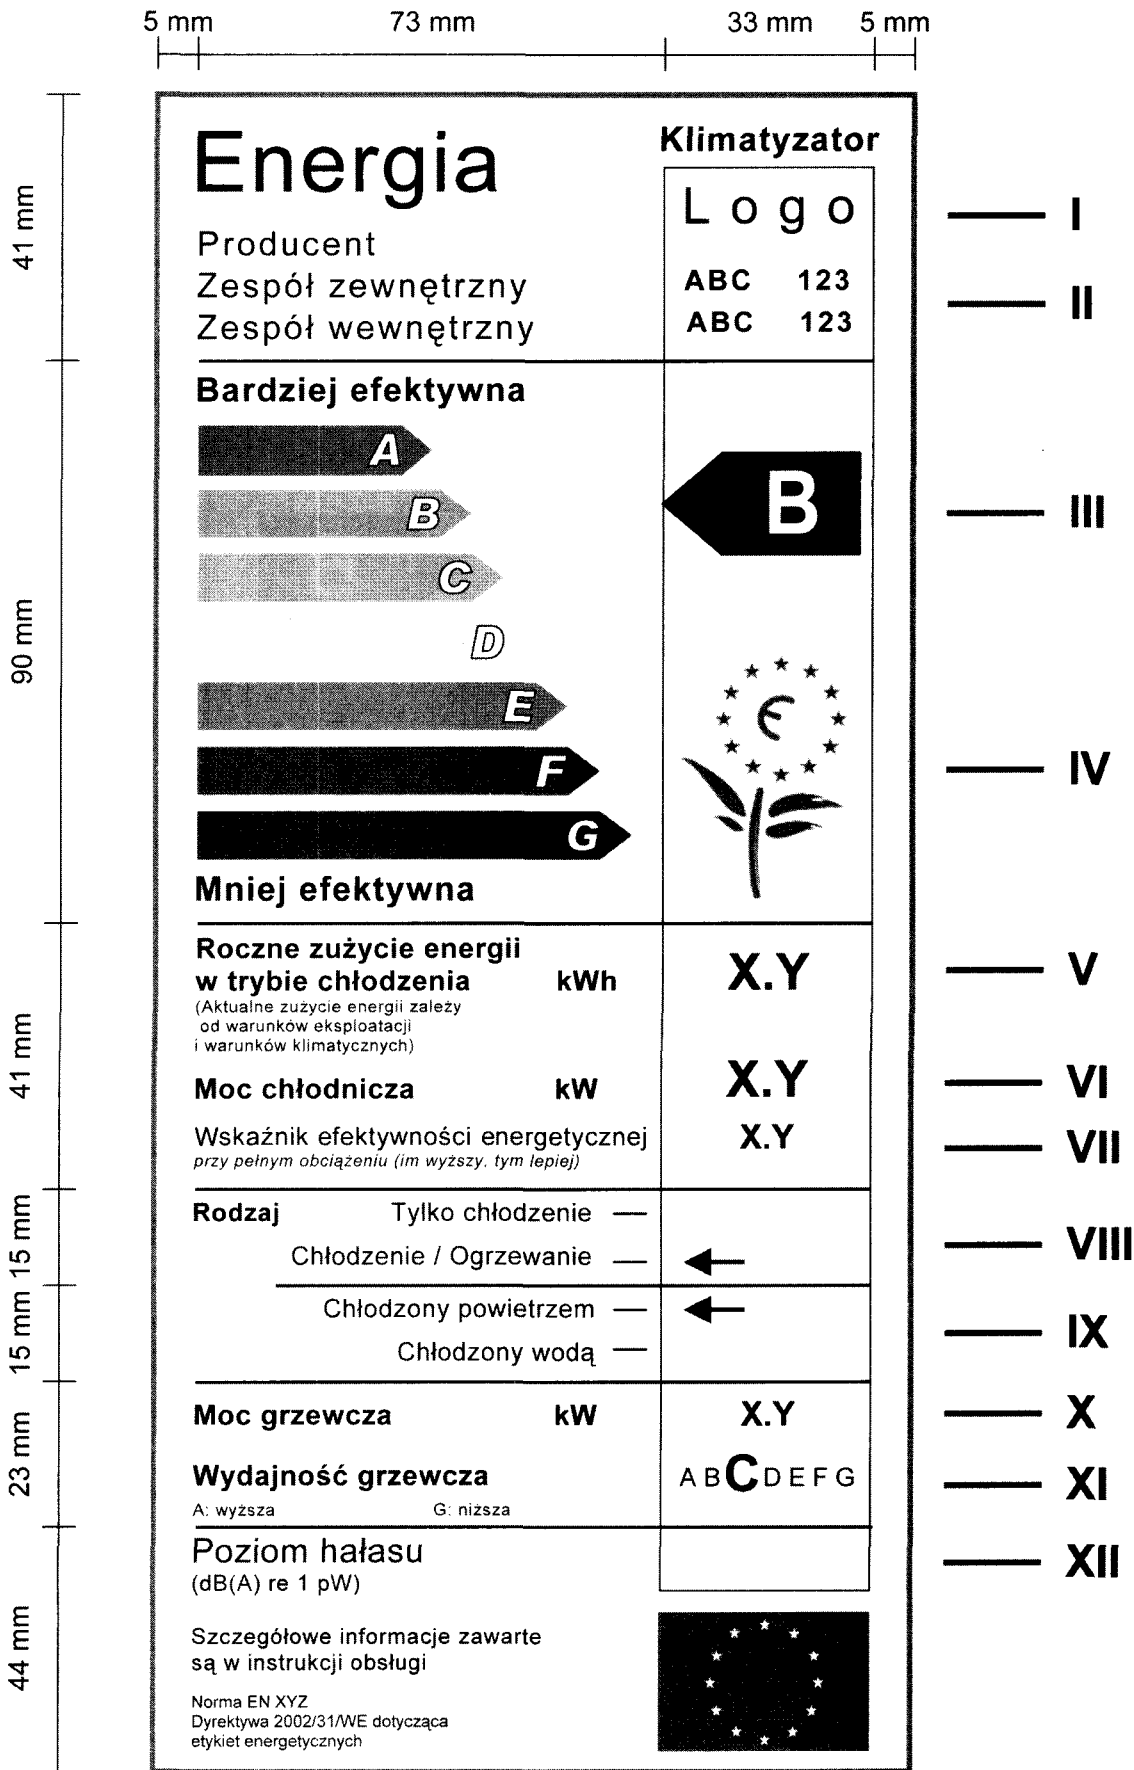 5 mm 73 mm 33 mm 5 mm
41 mm
90 mm
41 mm
15 mm
15 mm
23 mm
44 mm
Energia
Klimatyzator
Logo
I
Producent
Zespół zewnętrzny ABC 123
II
Zespół wewnętrzny ABC 123
Bardziej efektywna
A
B
B
III
C
D
E
F
IV
G
Mniej efektywna
Roczne zużycie energii
w trybie chłodzenia kWh X.Y
V
(Aktualne zużycie energii zależy
od warunków eksploatacji
i warunków klimatycznych)
Moc chłodnicza kW X.Y
VI
Wskaźnik efektywności energetycznej X.Y
VII
przy pełnym obciążeniu (im wyższy, tym lepiej)
Rodzaj Tylko chłodzenie —
VIII
Chłodzenie / Ogrzewanie —
Chłodzony powietrzem —
IX
Chłodzony wodą —
Moc grzewcza kW X.Y
X
Wydajność grzewcza A B C D E F G
XI
A: wyższa G: niższa
Poziom hałasu
XII
(dB(A) re 1 pW)
Szczegółowe informacje zawarte
są w instrukcji obsługi
Norma EN XYZ
Dyrektywa 2002/31/WE dotycząca
etykiet energetycznych